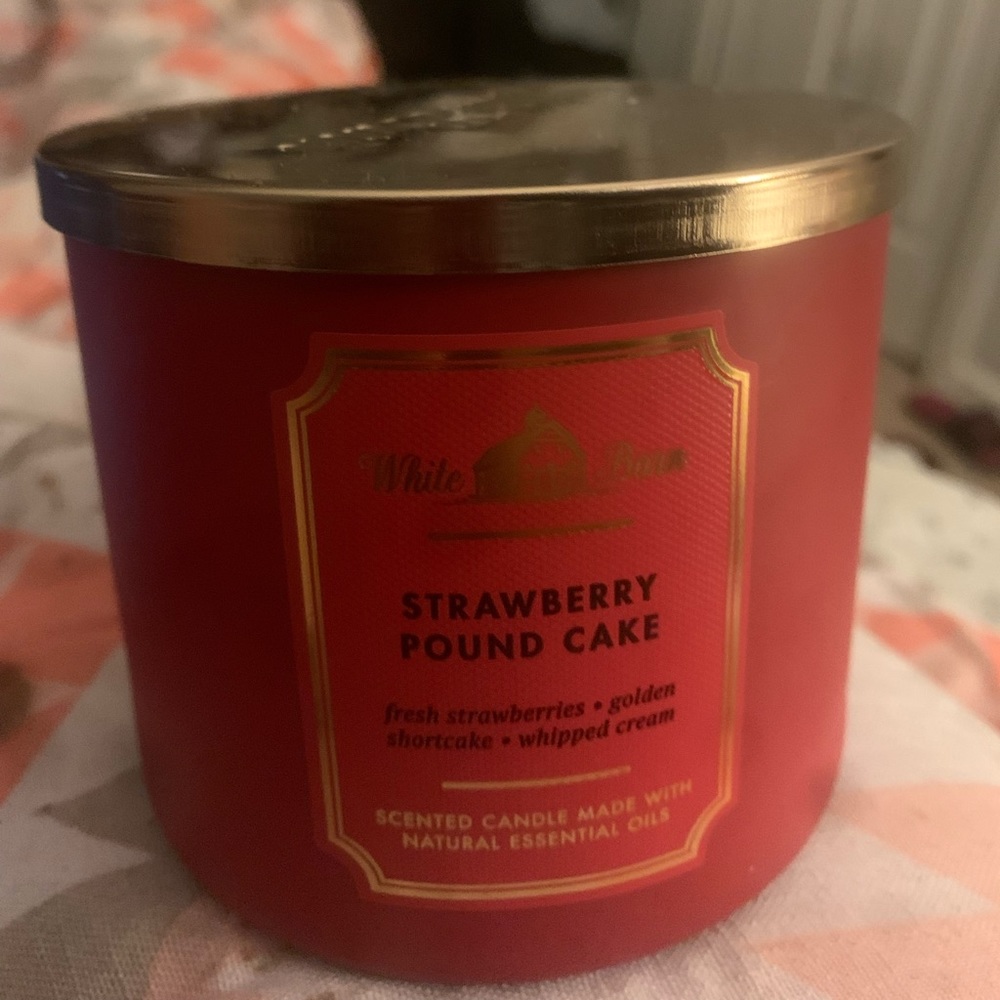 White Barn
STRAWBERRY
POUND CAKE
fresh strawberries • golden
shortcake • whipped cream
SCENTED CANDLE MADE WITH
NATURAL ESSENTIAL OILS